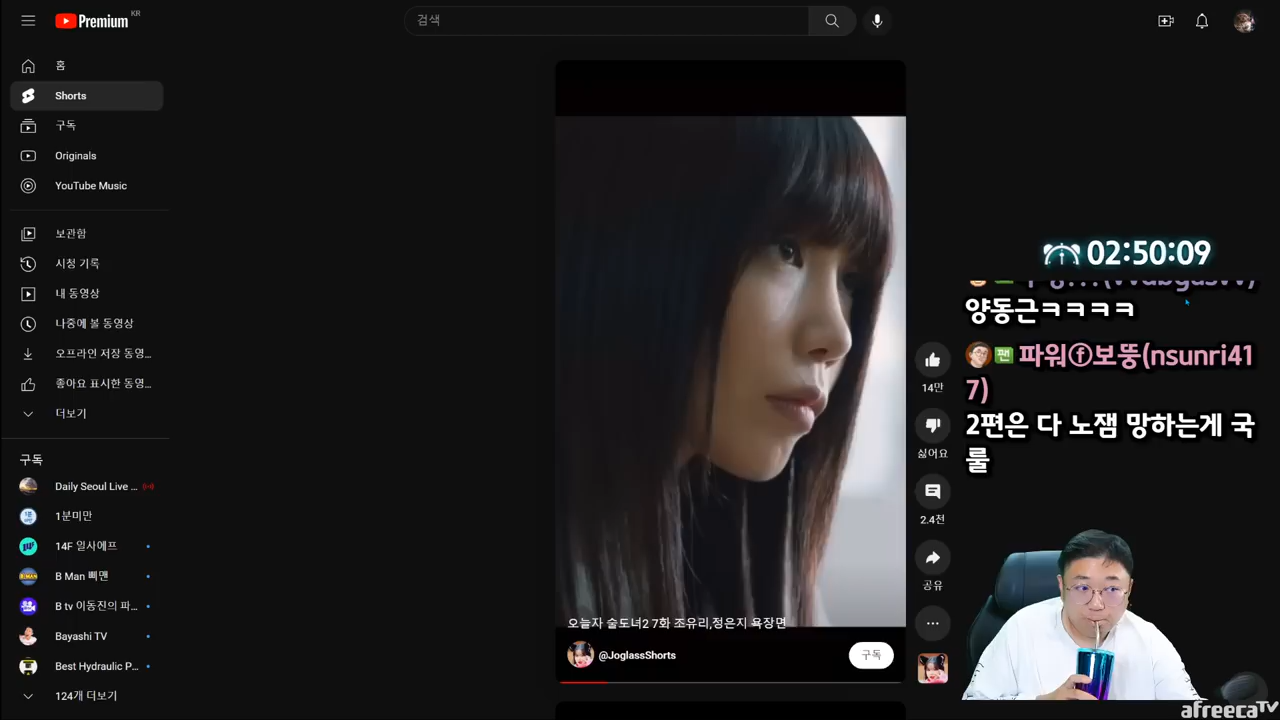 Premium KR
검색
홈
Shorts
구독
Originals
YouTube Music
보관함
시청 기록
내 동영상
나중에 볼 동영상
오프라인 저장 동영...
좋아요 표시한 동영...
더보기
구독
Daily Seoul Live ...
1분미만
14F 일사에프
B Man 삐맨
B tv 이동진의 파...
Bayashi TV
Best Hydraulic P...
124개 더보기
오늘자 술도녀2 7화 조유리,정은지 욕장면
@JoglassShorts
구독
14만
싫어요
2.4천
공유
02:50:09
양동근ㅋㅋㅋㅋ
팬 파워ⓕ보뚱(nsunri41
7)
2편은 다 노잼 망하는게 국
룰
afreecaTV